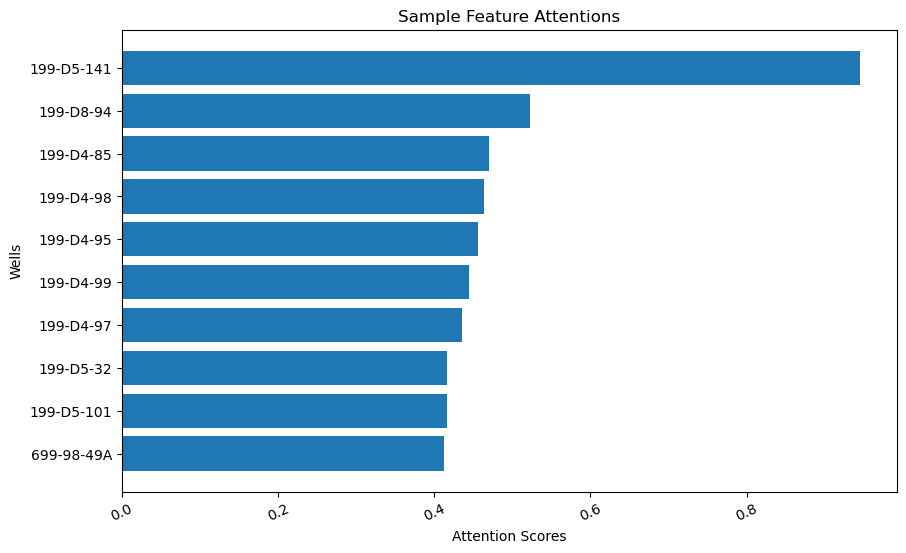 Sample Feature Attentions
Wells
199-D5-141
199-D8-94
199-D4-85
199-D4-98
199-D4-95
199-D4-99
199-D4-97
199-D5-32
199-D5-101
699-98-49A
0.0 0.2 0.4 0.6 0.8
Attention Scores